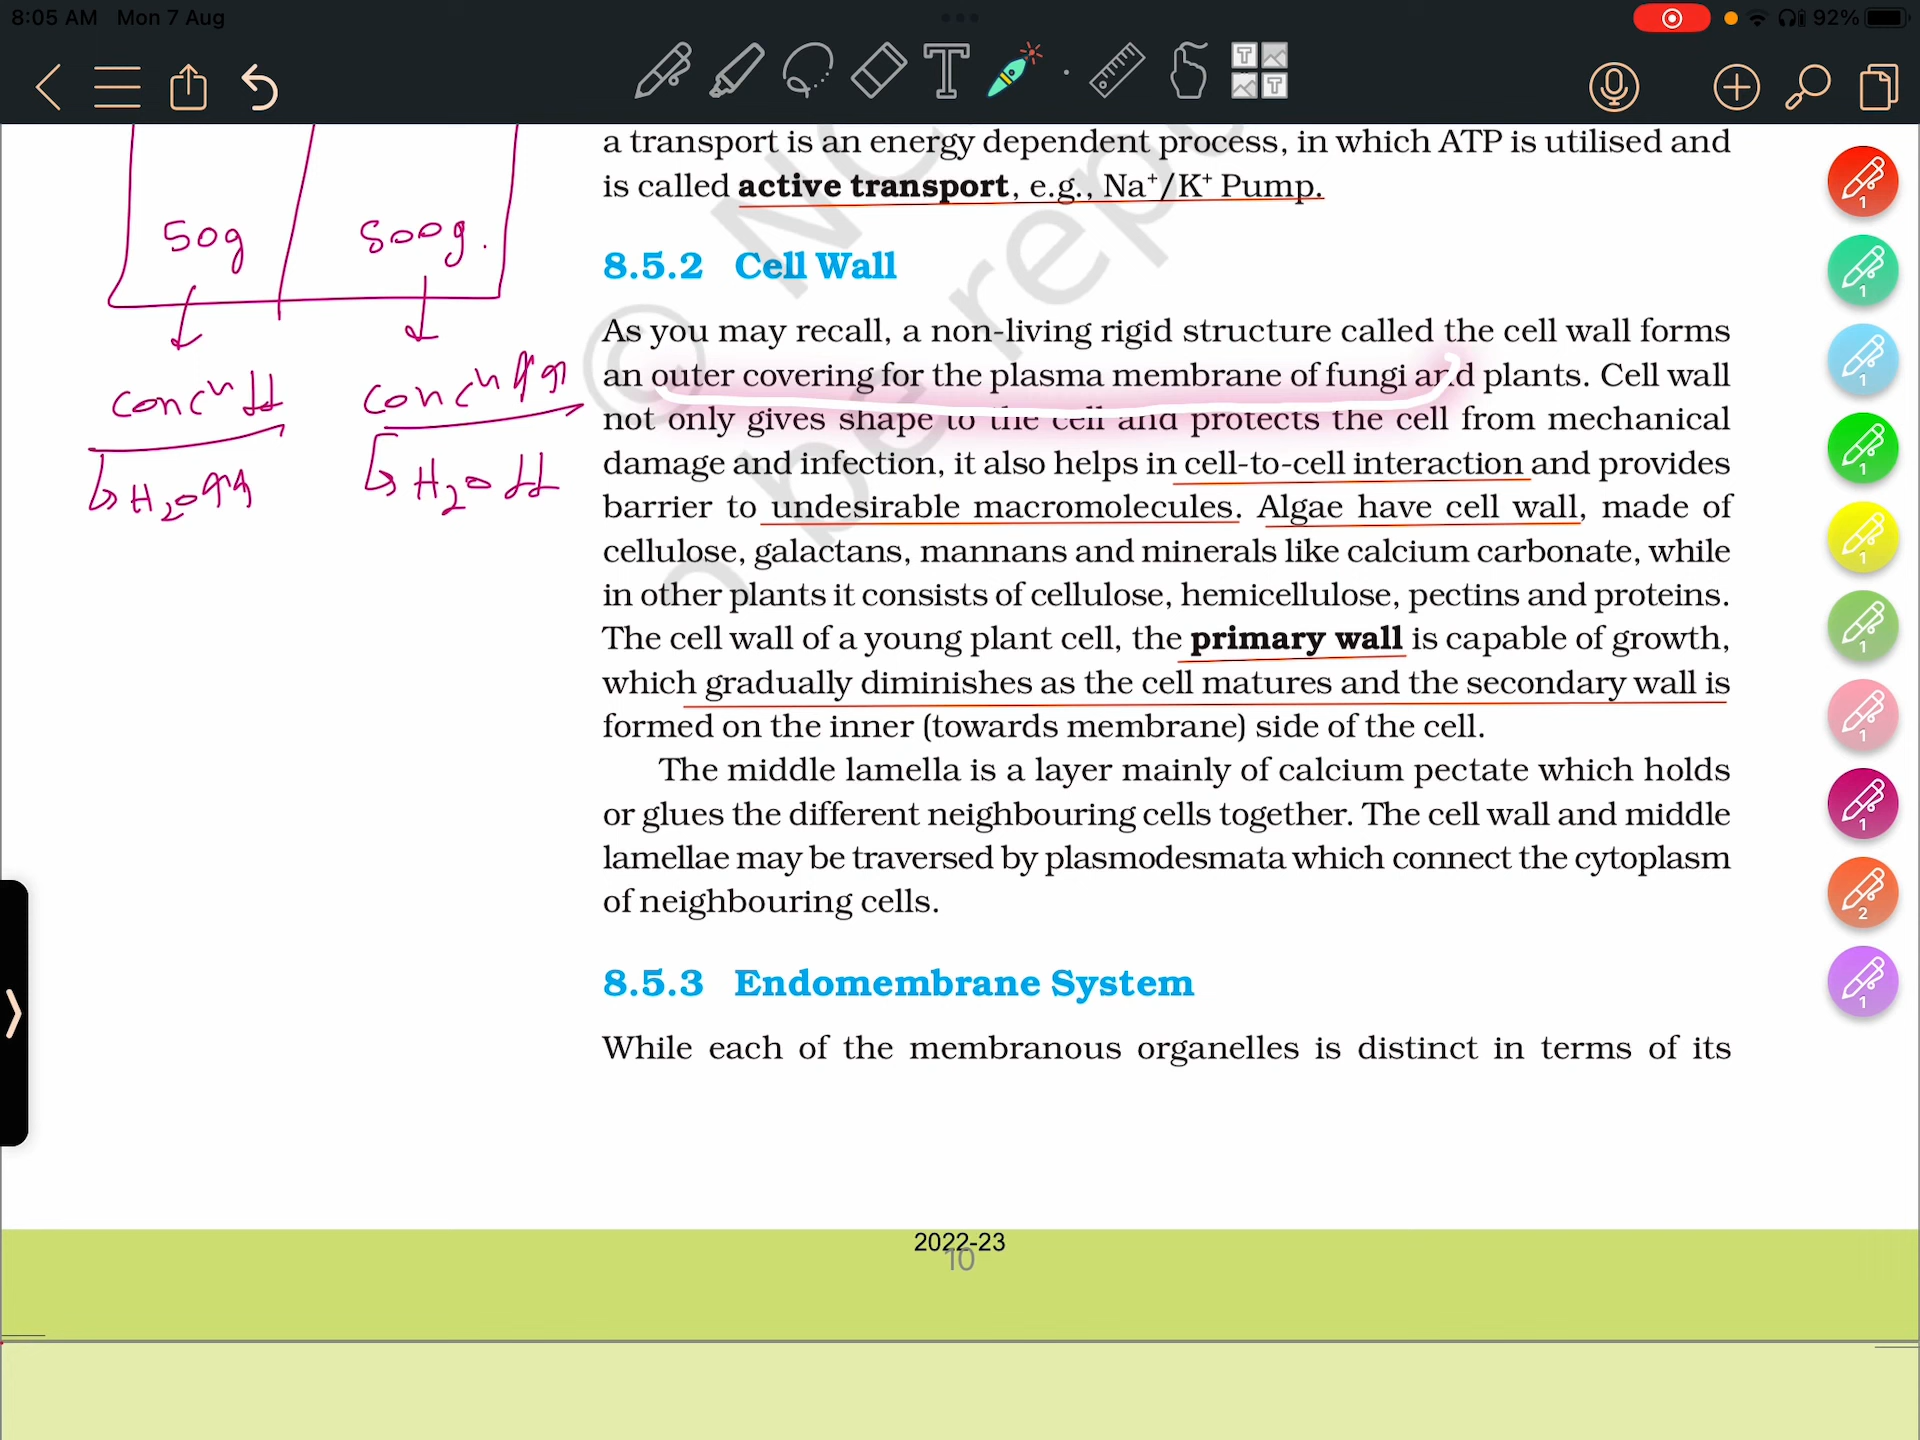 8:05 AM Mon 7 Aug
92%
a transport is an energy dependent process, in which ATP is utilised and
is called active transport, e.g., Na⁺/K⁺ Pump.
50g
500g.
8.5.2 Cell Wall
As you may recall, a non-living rigid structure called the cell wall forms
an outer covering for the plasma membrane of fungi and plants. Cell wall
not only gives shape to the cell and protects the cell from mechanical
damage and infection, it also helps in cell-to-cell interaction and provides
barrier to undesirable macromolecules. Algae have cell wall, made of
cellulose, galactans, mannans and minerals like calcium carbonate, while
in other plants it consists of cellulose, hemicellulose, pectins and proteins.
The cell wall of a young plant cell, the primary wall is capable of growth,
which gradually diminishes as the cell matures and the secondary wall is
formed on the inner (towards membrane) side of the cell.
concⁿ ↓↓
concⁿ ↑↑
↳ H₂O ↑↑
↳ H₂O ↓↓
The middle lamella is a layer mainly of calcium pectate which holds
or glues the different neighbouring cells together. The cell wall and middle
lamellae may be traversed by plasmodesmata which connect the cytoplasm
of neighbouring cells.
8.5.3 Endomembrane System
While each of the membranous organelles is distinct in terms of its
2022-23
10